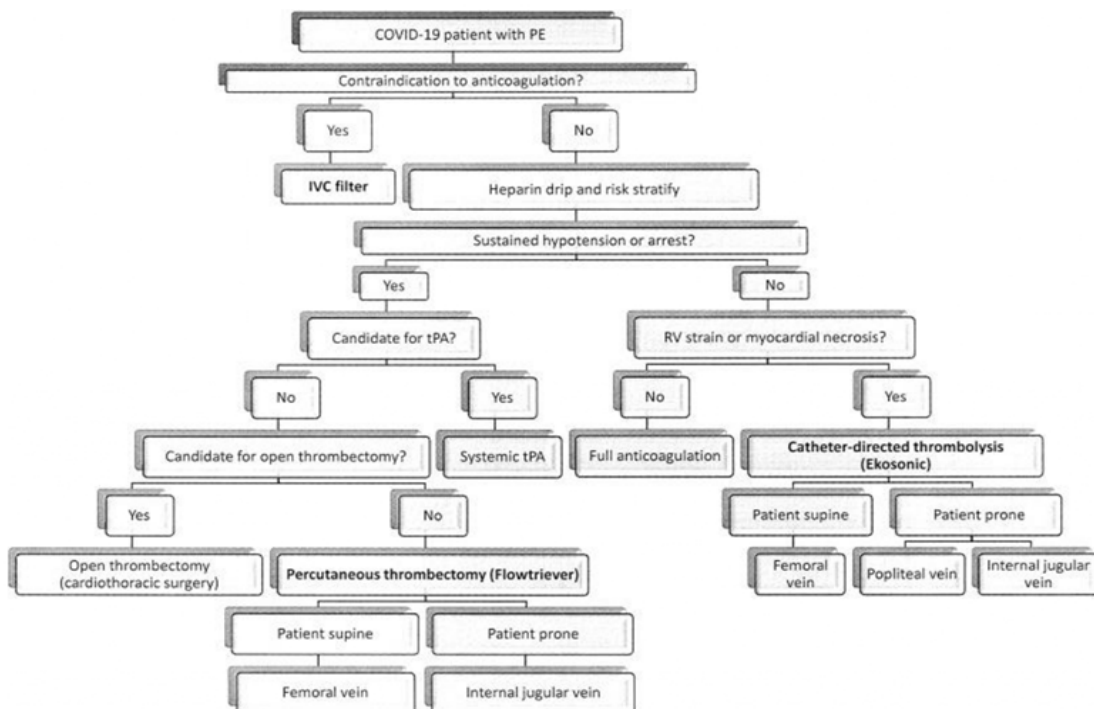 COVID-19 patient with PE
Contraindication to anticoagulation?
Yes
No
IVC filter
Heparin drip and risk stratify
Sustained hypotension or arrest?
Yes
No
Candidate for tPA?
RV strain or myocardial necrosis?
No
Yes
No
Yes
Candidate for open thrombectomy?
Systemic tPA
Full anticoagulation
Catheter-directed thrombolysis
(Ekosonic)
Yes
No
Patient supine
Patient prone
Open thrombectomy
(cardiothoracic surgery)
Percutaneous thrombectomy (Flowtriever)
Femoral
vein
Popliteal vein
Internal jugular
vein
Patient supine
Patient prone
Femoral vein
Internal jugular vein